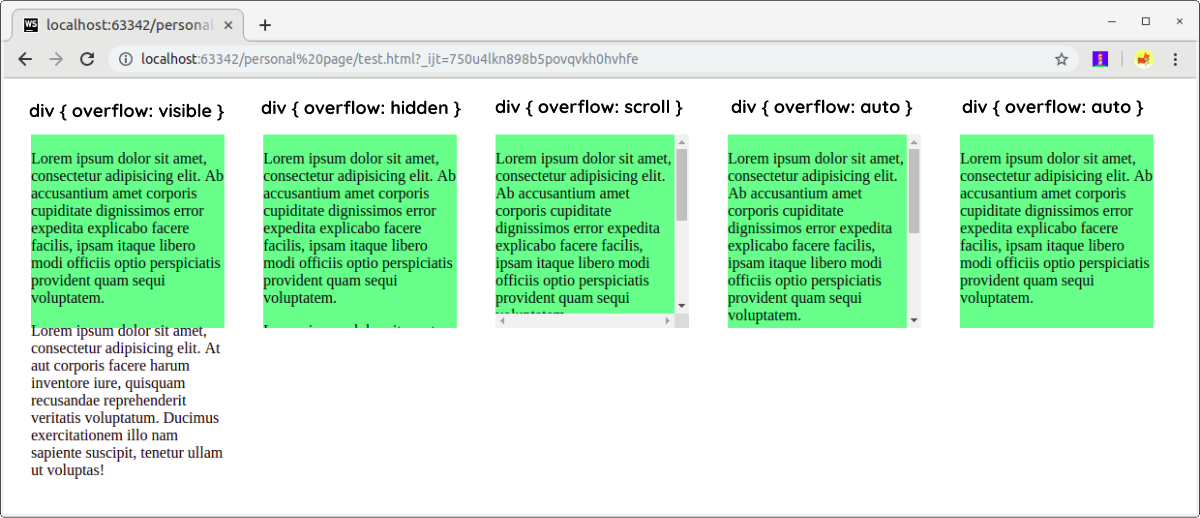 localhost:63342/personal
localhost:63342/personal%20page/test.html?_ijt=750u4lkn898b5povqvkh0hvhfe
div { overflow: visible }
Lorem ipsum dolor sit amet,
consectetur adipisicing elit. Ab
accusantium amet corporis
cupiditate dignissimos error
expedita explicabo facere
facilis, ipsam itaque libero
modi officiis optio perspiciatis
provident quam sequi
voluptatem.
Lorem ipsum dolor sit amet,
consectetur adipisicing elit. At
aut corporis facere harum
inventore iure, quisquam
recusandae reprehenderit
veritatis voluptatum. Ducimus
exercitationem illo nam
sapiente suscipit, tenetur ullam
ut voluptas!
div { overflow: hidden }
Lorem ipsum dolor sit amet,
consectetur adipisicing elit. Ab
accusantium amet corporis
cupiditate dignissimos error
expedita explicabo facere
facilis, ipsam itaque libero
modi officiis optio perspiciatis
provident quam sequi
voluptatem.
Lorem ipsum dolor sit amet,
div { overflow: scroll }
Lorem ipsum dolor sit amet,
consectetur adipisicing elit.
Ab accusantium amet
corporis cupiditate
dignissimos error expedita
explicabo facere facilis,
ipsam itaque libero modi
officiis optio perspiciatis
provident quam sequi
voluptatem.
div { overflow: auto }
Lorem ipsum dolor sit amet,
consectetur adipisicing elit.
Ab accusantium amet
corporis cupiditate
dignissimos error expedita
explicabo facere facilis,
ipsam itaque libero modi
officiis optio perspiciatis
provident quam sequi
voluptatem.
div { overflow: auto }
Lorem ipsum dolor sit amet,
consectetur adipisicing elit. Ab
accusantium amet corporis
cupiditate dignissimos error
expedita explicabo facere
facilis, ipsam itaque libero
modi officiis optio perspiciatis
provident quam sequi
voluptatem.